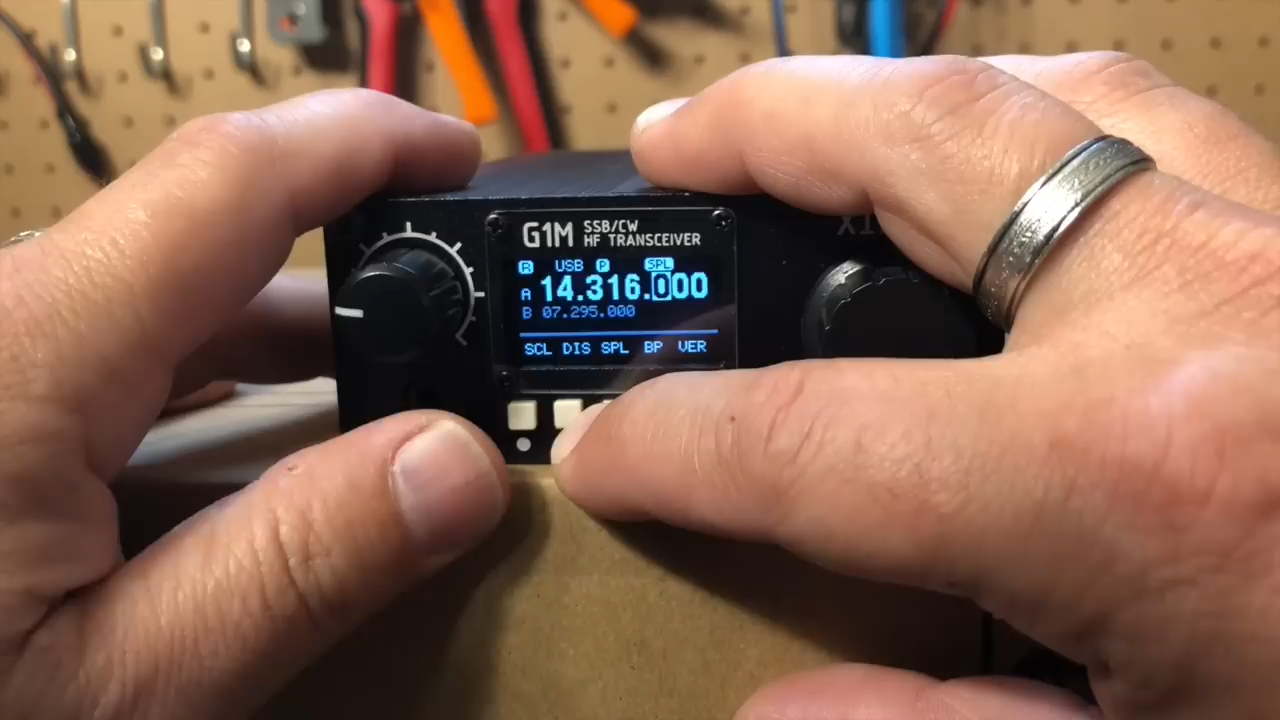 G1M SSB/CW
HF TRANSCEIVER
R USB P SPL
A 14.316.000
B 07.295.000
SCL DIS SPL BP VER